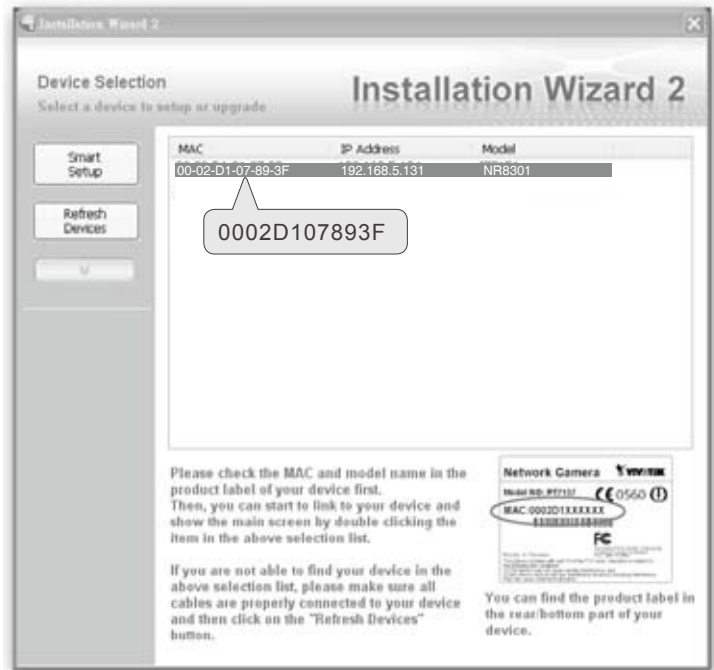 Installation Wizard 2
Device Selection
Select a device to setup or upgrade
Installation Wizard 2
Smart
Setup
Refresh
Devices
MAC IP Address Model
00-02-D1-07-89-3F 192.168.5.131 NR8301
0002D107893F
Please check the MAC and model name in the
product label of your device first.
Then, you can start to link to your device and
show the main screen by double clicking the
item in the above selection list.
If you are not able to find your device in the
above selection list, please make sure all
cables are properly connected to your device
and then click on the "Refresh Devices"
button.
Network Camera VIVOTEK
Model NO: PT7137 CE0560
MAC:0002D1XXXXXX
FC
You can find the product label in
the rear/bottom part of your
device.